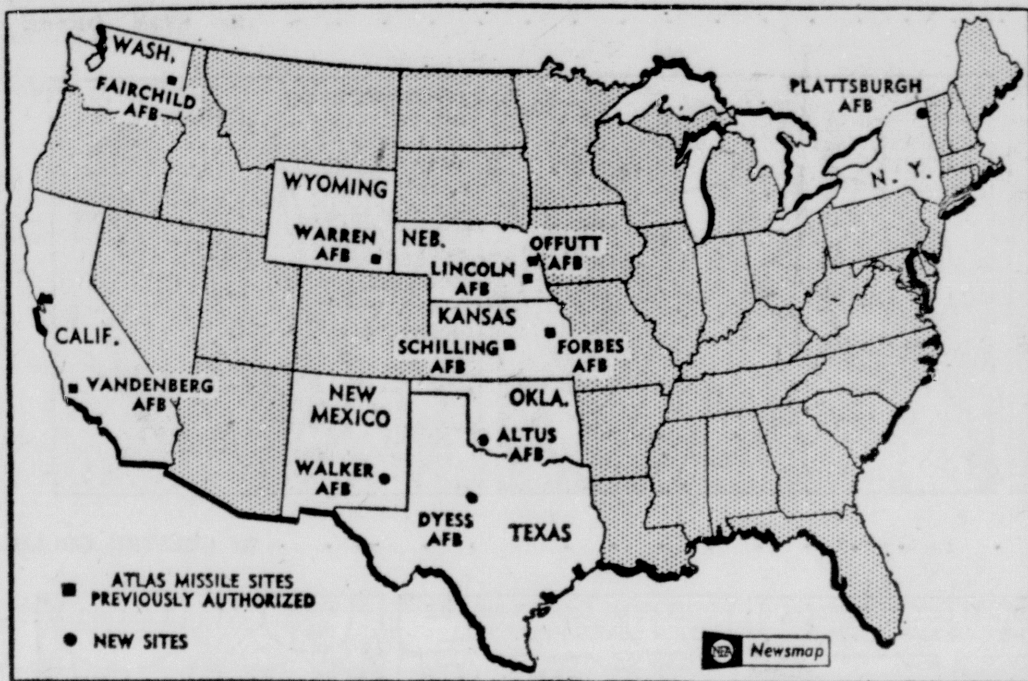 WASH.
FAIRCHILD
AFB
PLATTSBURGH
AFB
N. Y.
WYOMING
WARREN
AFB
NEB.
OFFUTT
AFB
LINCOLN
AFB
KANSAS
SCHILLING
AFB
FORBES
AFB
CALIF.
VANDENBERG
AFB
NEW
MEXICO
OKLA.
ALTUS
AFB
WALKER
AFB
DYESS
AFB
TEXAS
ATLAS MISSILE SITES
PREVIOUSLY AUTHORIZED
NEW SITES
NEA Newsmap